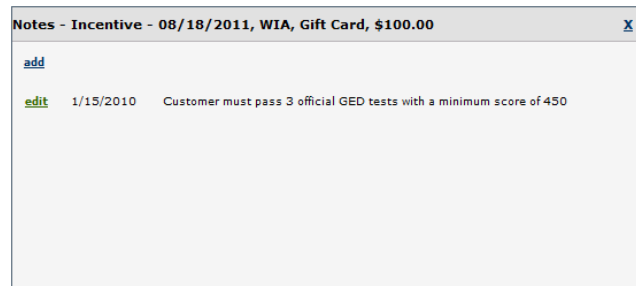 Notes - Incentive - 08/18/2011, WIA, Gift Card, $100.00 X
add
edit 1/15/2010 Customer must pass 3 official GED tests with a minimum score of 450